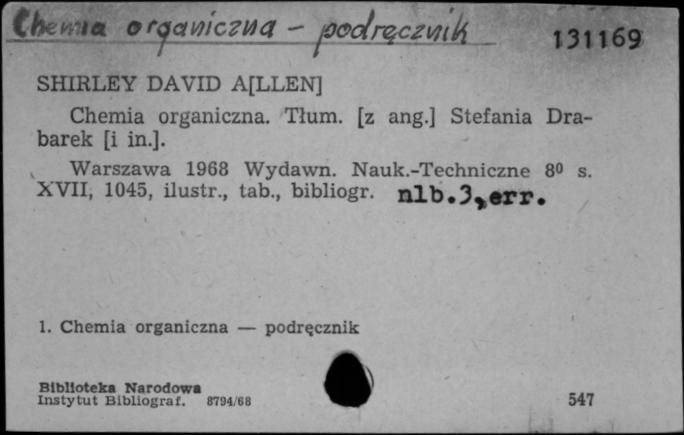 Chemia organiczna - podręcznik 131169
SHIRLEY DAVID A[LLEN]
Chemia organiczna. Tłum. [z ang.] Stefania Dra-
barek [i in.].
Warszawa 1968 Wydawn. Nauk.-Techniczne 8⁰ s.
XVII, 1045, ilustr., tab., bibliogr. nlb.3,err.
1. Chemia organiczna — podręcznik
Biblioteka Narodowa
Instytut Bibliograf. 8794/68 547